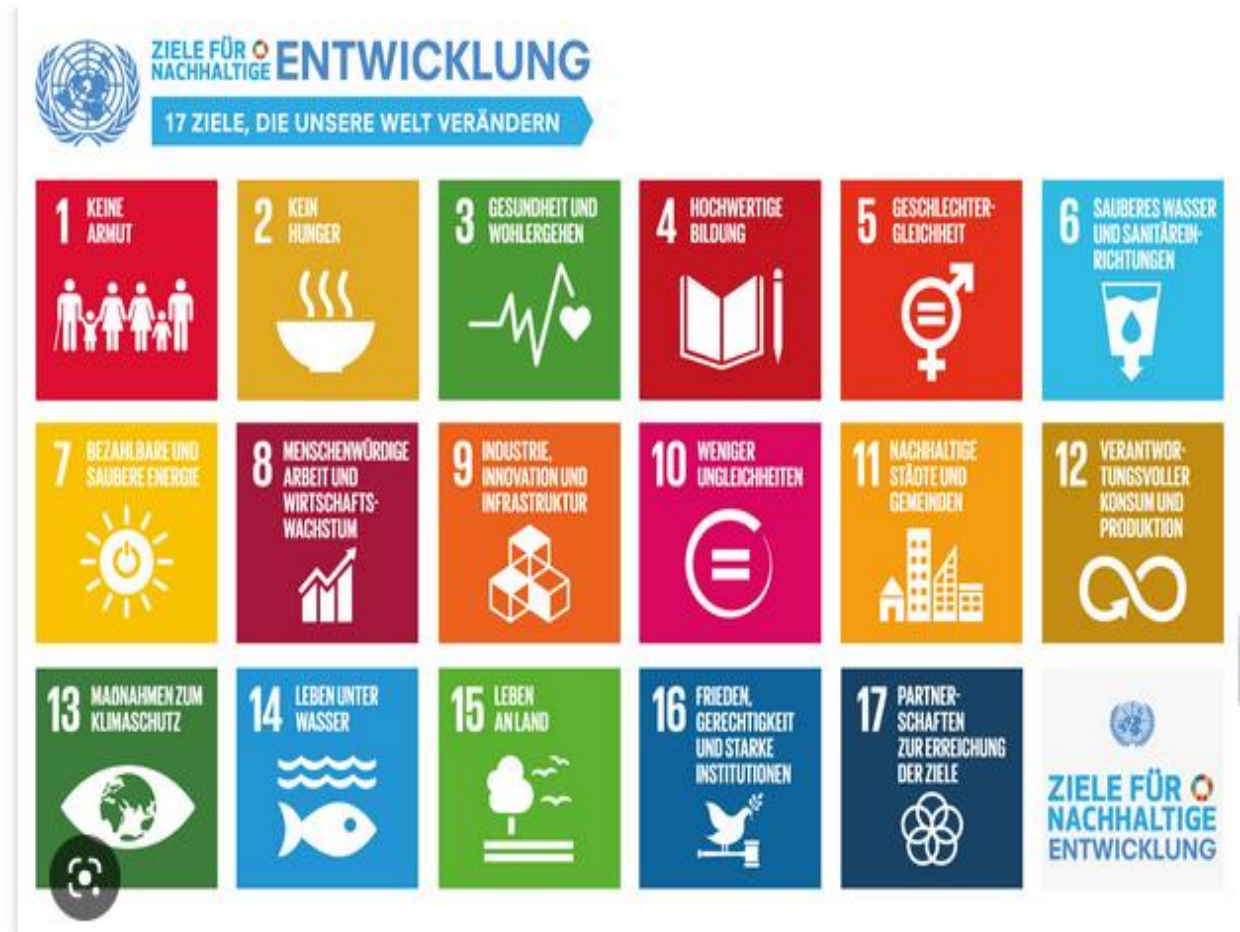 ZIELE FÜR
NACHHALTIGE
ENTWICKLUNG
17 ZIELE, DIE UNSERE WELT VERÄNDERN
1 KEINE
ARMUT
2 KEIN
HUNGER
3 GESUNDHEIT UND
WOHLERGEHEN
4 HOCHWERTIGE
BILDUNG
5 GESCHLECHTER-
GLEICHHEIT
6 SAUBERES WASSER
UND SANITÄREIN-
RICHTUNGEN
7 BEZAHLBARE UND
SAUBERE ENERGIE
8 MENSCHENWÜRDIGE
ARBEIT UND
WIRTSCHAFTS-
WACHSTUM
9 INDUSTRIE,
INNOVATION UND
INFRASTRUKTUR
10 WENIGER
UNGLEICHHEITEN
11 NACHHALTIGE
STÄDTE UND
GEMEINDEN
12 VERANTWOR-
TUNGSVOLLER
KONSUM UND
PRODUKTION
13 MAẞNAHMEN ZUM
KLIMASCHUTZ
14 LEBEN UNTER
WASSER
15 LEBEN
AN LAND
16 FRIEDEN,
GERECHTIGKEIT
UND STARKE
INSTITUTIONEN
17 PARTNER-
SCHAFTEN
ZUR ERREICHUNG
DER ZIELE
ZIELE FÜR
NACHHALTIGE
ENTWICKLUNG